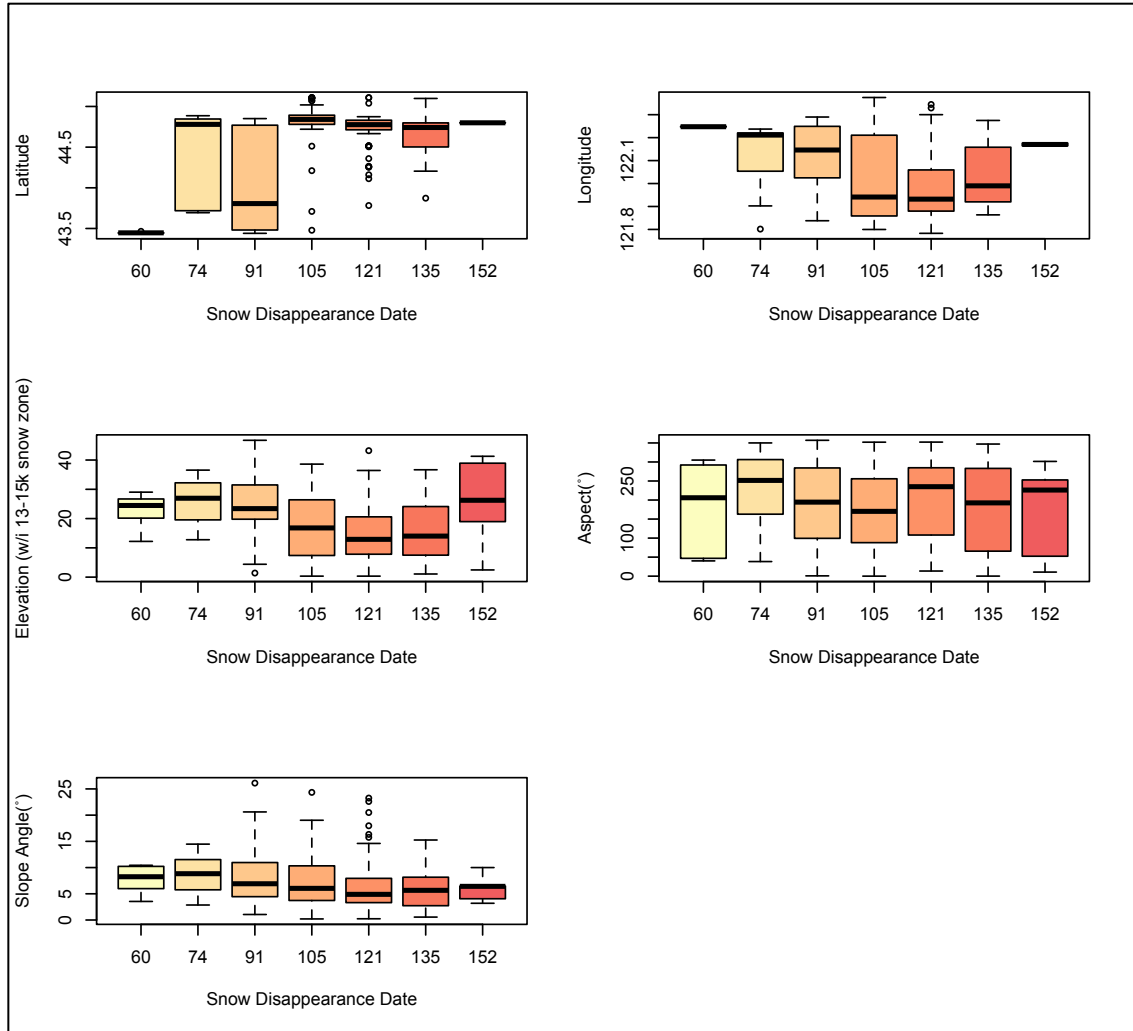 Latitude
43.5 44.5
60 74 91 105 121 135 152
Snow Disappearance Date
Longitude
121.8 122.1
60 74 91 105 121 135 152
Snow Disappearance Date
Elevation (w/i 13-15k snow zone)
0 20 40
60 74 91 105 121 135 152
Snow Disappearance Date
Aspect(°)
0 100 250
60 74 91 105 121 135 152
Snow Disappearance Date
Slope Angle(°)
0 5 15 25
60 74 91 105 121 135 152
Snow Disappearance Date